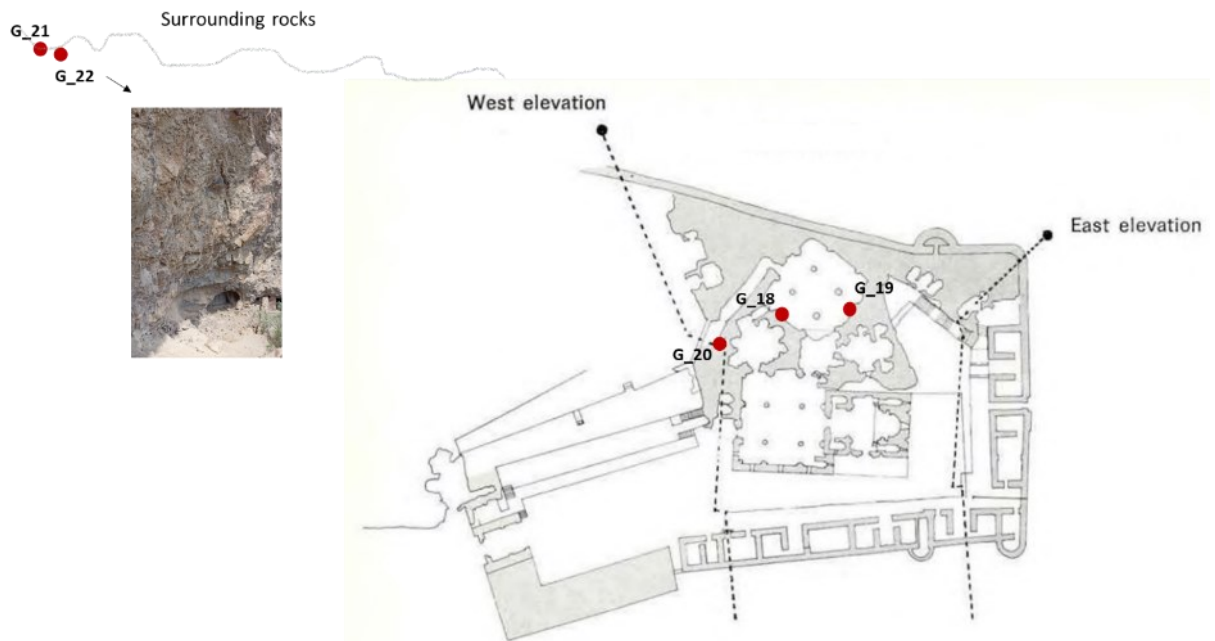 Surrounding rocks
G_21
G_22
West elevation
East elevation
G_18
G_19
G_20